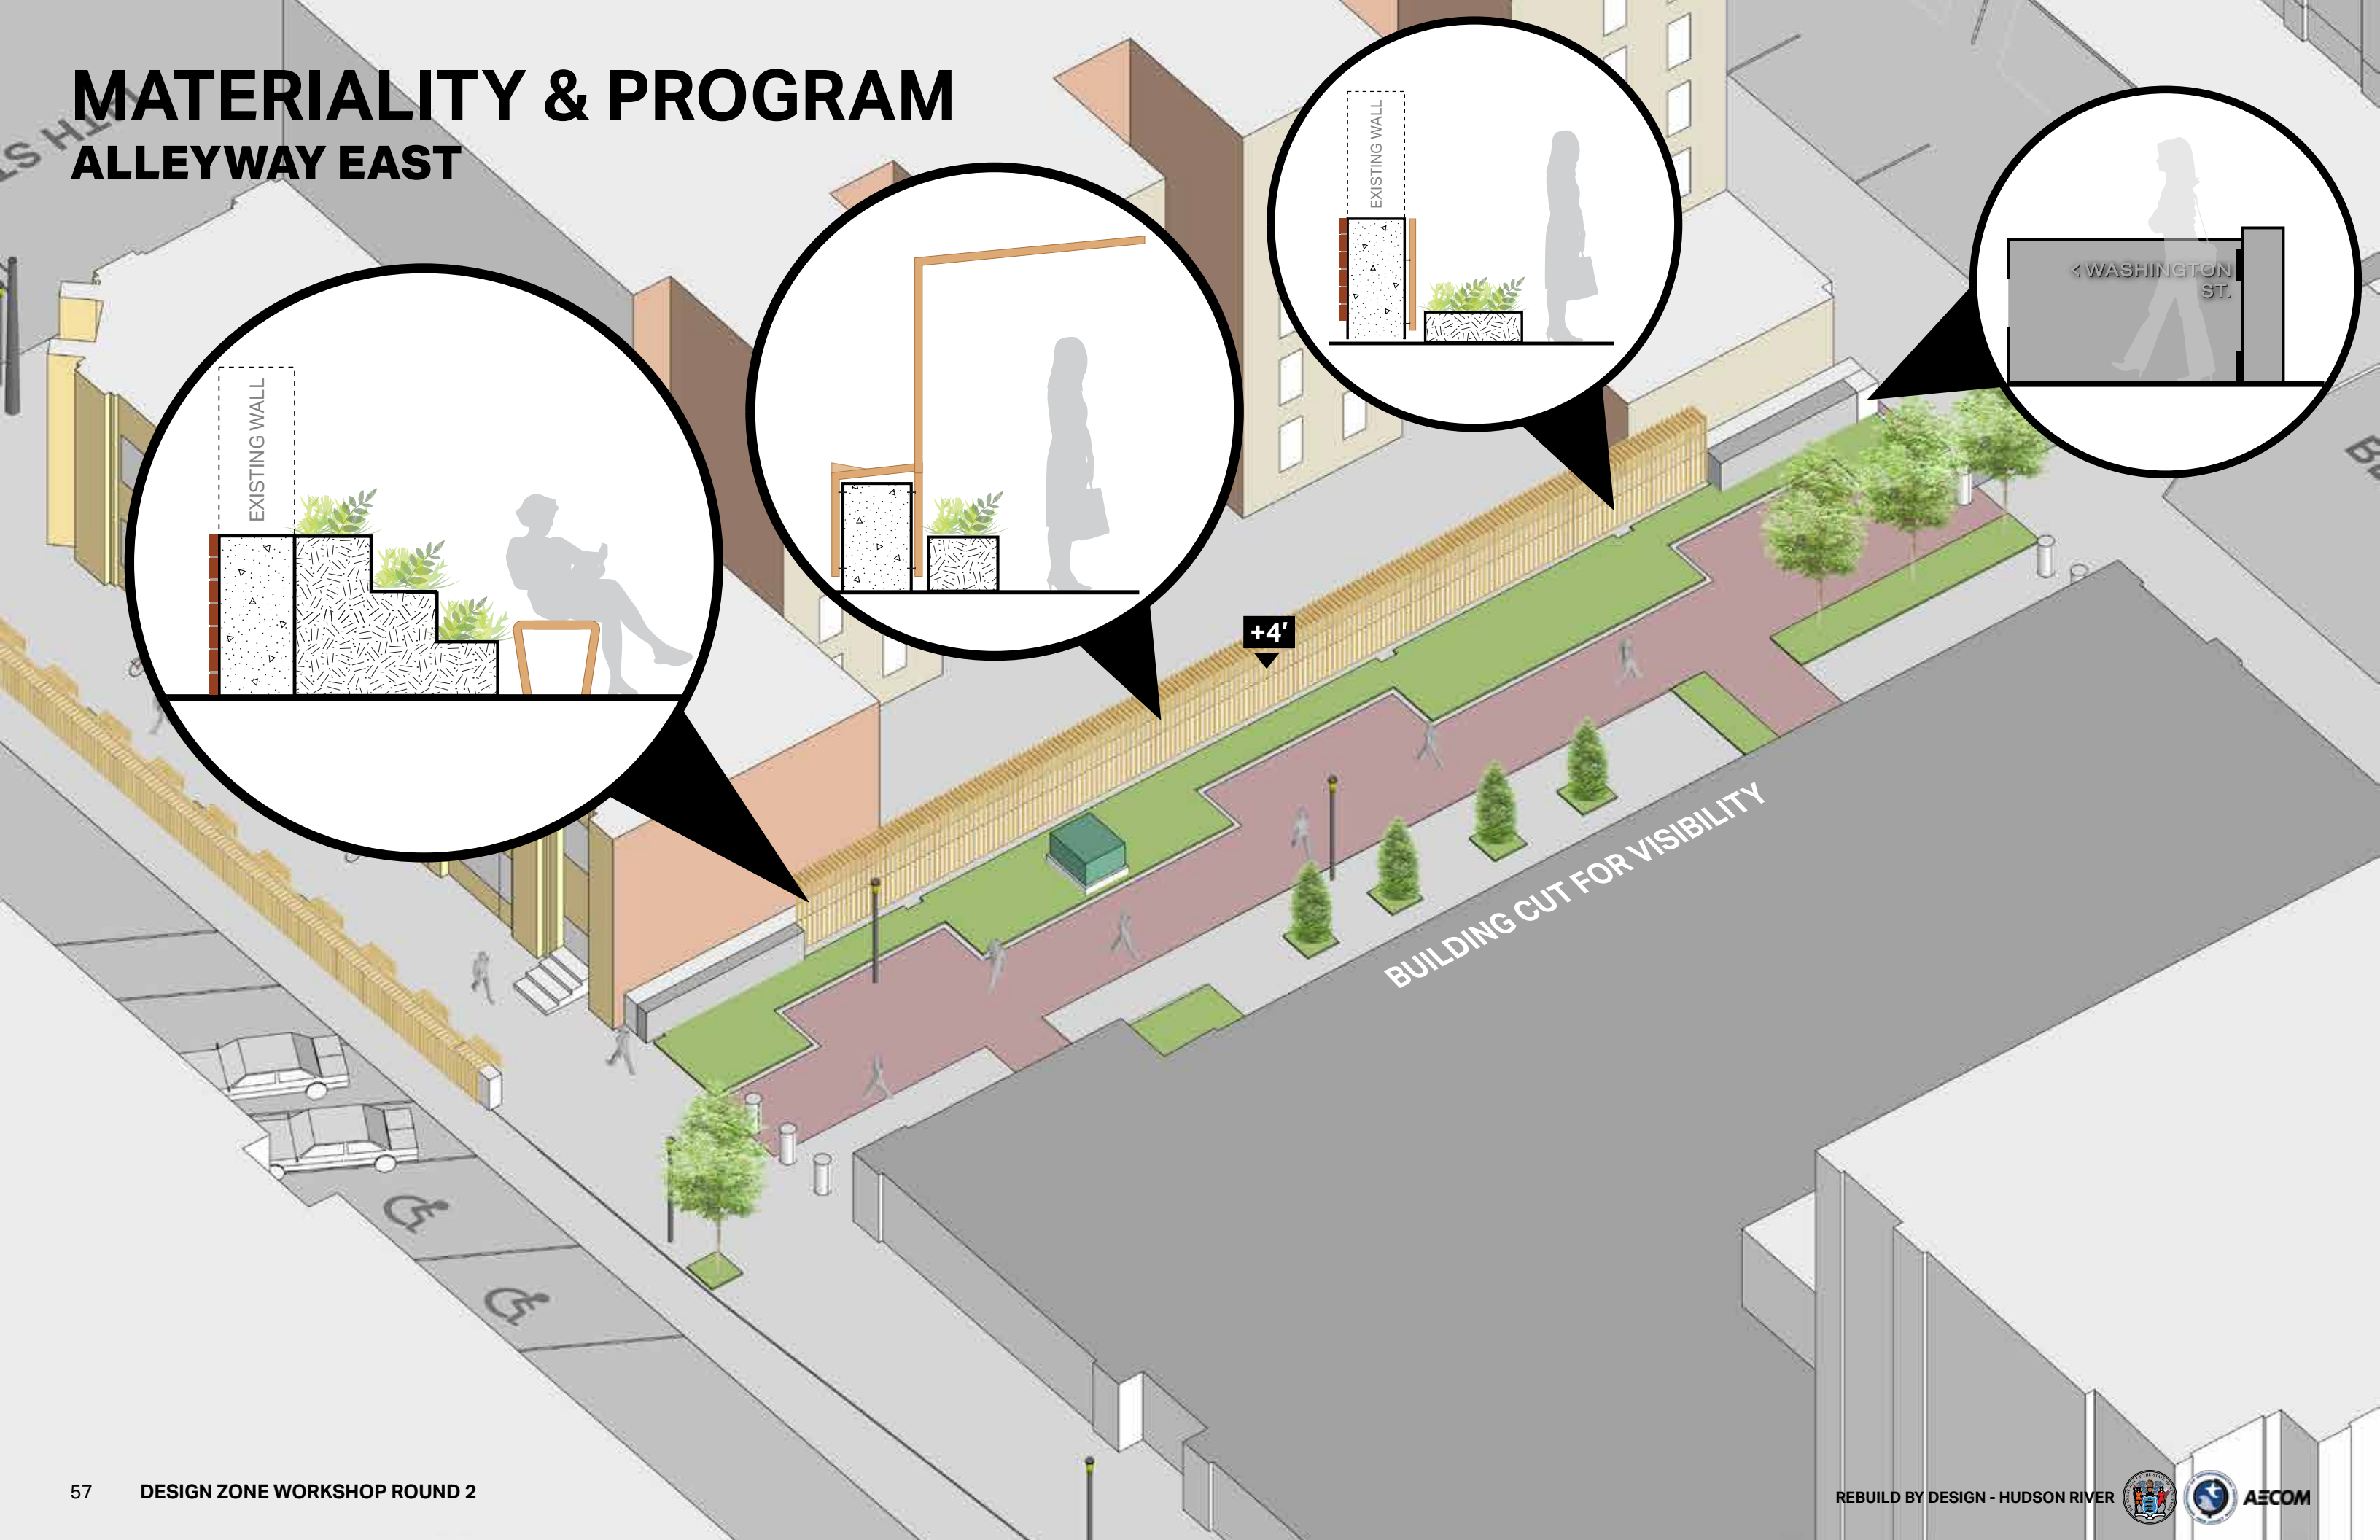 MATERIALITY & PROGRAM
ALLEYWAY EAST
EXISTING WALL
EXISTING WALL
< WASHINGTON
ST.
+4'
BUILDING CUT FOR VISIBILITY
57
DESIGN ZONE WORKSHOP ROUND 2
REBUILD BY DESIGN - HUDSON RIVER
AECOM